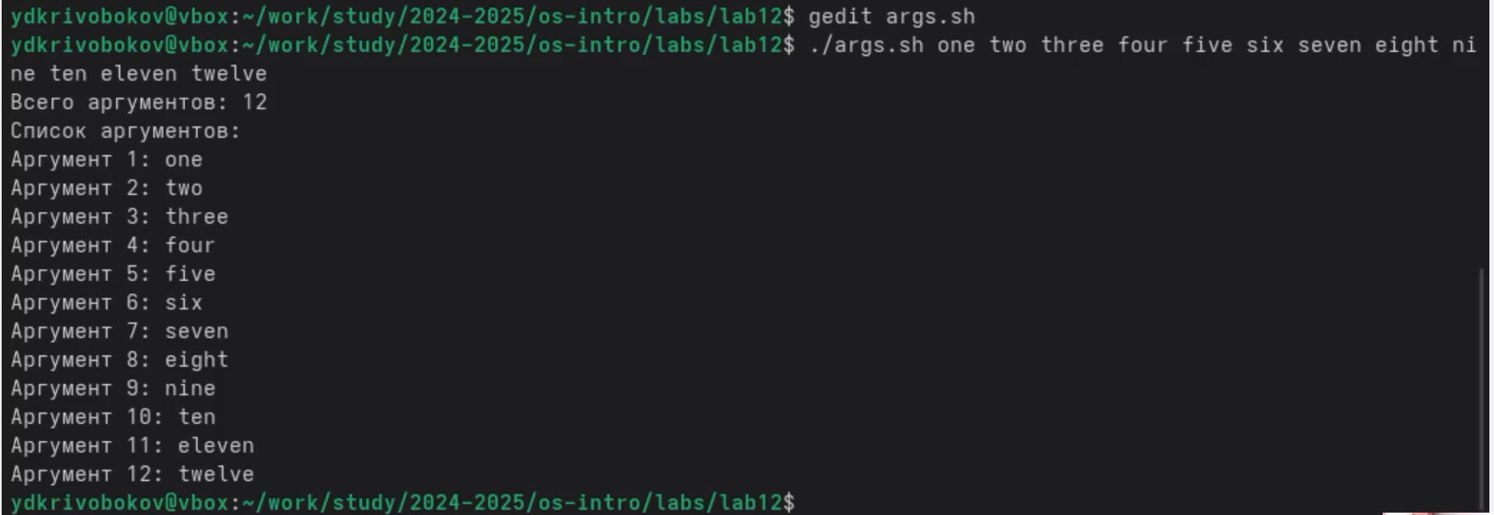 ydkrivobokov@vbox:~/work/study/2024-2025/os-intro/labs/lab12$ gedit args.sh
ydkrivobokov@vbox:~/work/study/2024-2025/os-intro/labs/lab12$ ./args.sh one two three four five six seven eight ni
ne ten eleven twelve
Всего аргументов: 12
Список аргументов:
Аргумент 1: one
Аргумент 2: two
Аргумент 3: three
Аргумент 4: four
Аргумент 5: five
Аргумент 6: six
Аргумент 7: seven
Аргумент 8: eight
Аргумент 9: nine
Аргумент 10: ten
Аргумент 11: eleven
Аргумент 12: twelve
ydkrivobokov@vbox:~/work/study/2024-2025/os-intro/labs/lab12$